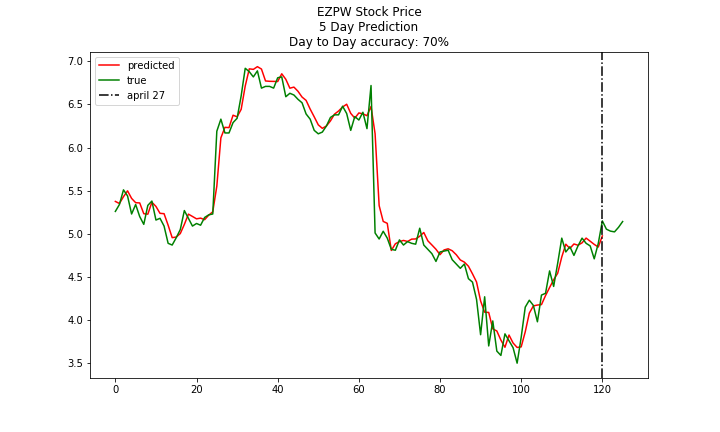 EZPW Stock Price
5 Day Prediction
Day to Day accuracy: 70%
predicted
true
april 27
7.0
6.5
6.0
5.5
5.0
4.5
4.0
3.5
0 20 40 60 80 100 120